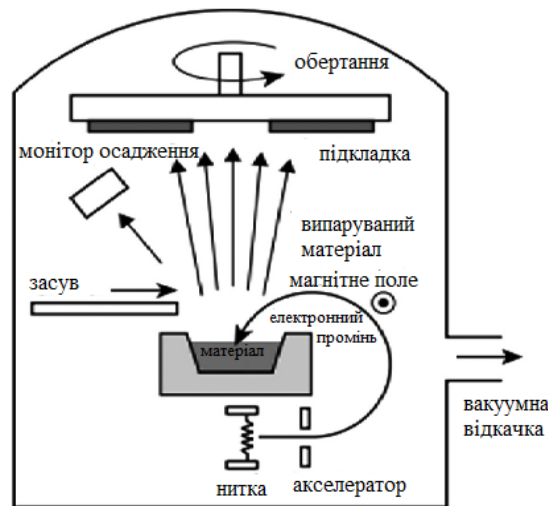 обертання
монітор осадження
підкладка
випаруваний
матеріал
засув
магнітне поле
електронний
промінь
матеріал
вакуумна
відкачка
нитка
акселератор